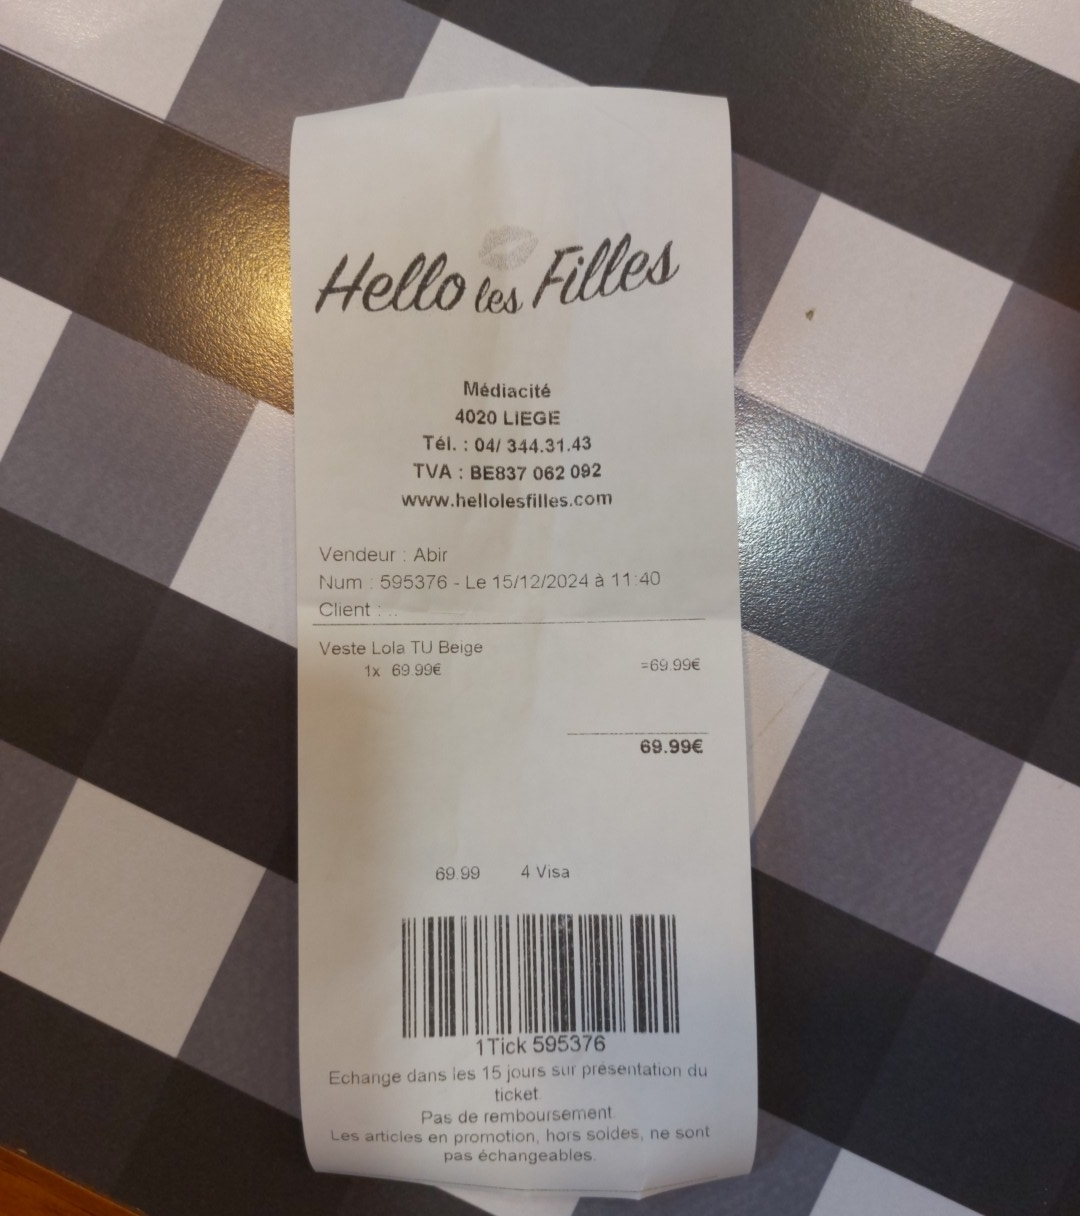 Hello les Filles
Médiacité
4020 LIEGE
Tél. : 04/ 344.31.43
TVA : BE837 062 092
www.hellolesfilles.com
Vendeur : Abir
Num : 595376 - Le 15/12/2024 à 11:40
Client : ..
Veste Lola TU Beige
1x 69.99€ =69.99€
69.99€
69.99 4 Visa
1Tick 595376
Echange dans les 15 jours sur présentation du
ticket.
Pas de remboursement.
Les articles en promotion, hors soldes, ne sont
pas échangeables.